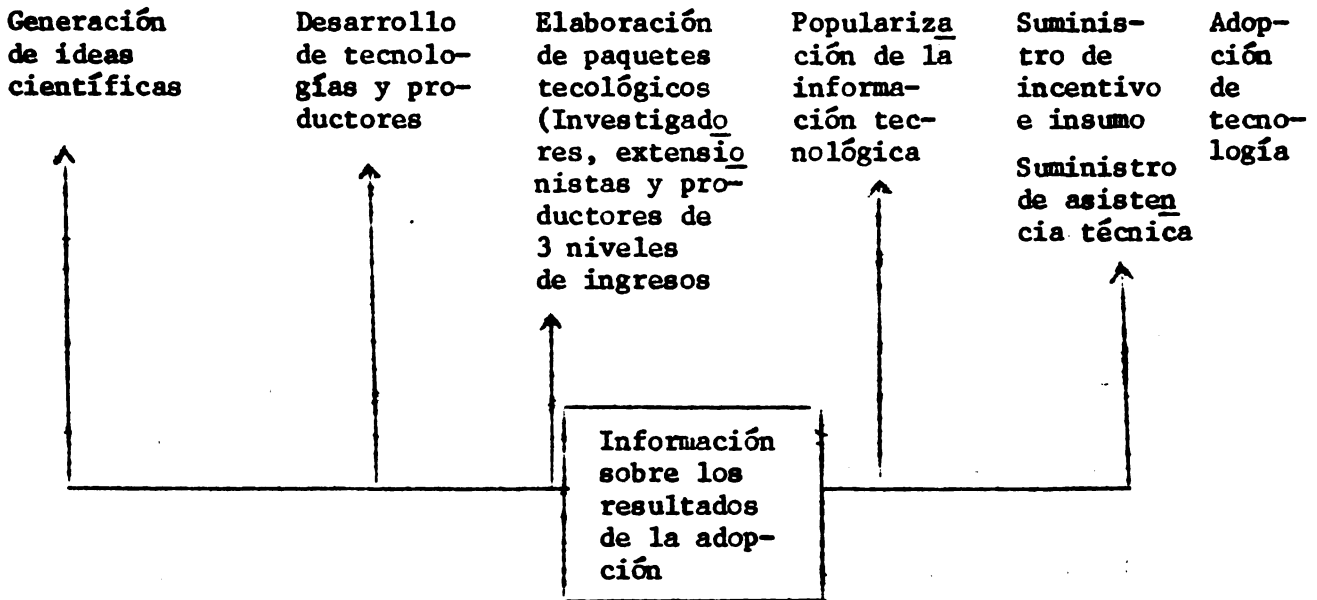 Generación
de ideas
científicas
Desarrollo
de tecnolo-
gías y pro-
ductores
Elaboración
de paquetes
tecológicos
(Investigado
res, extensio
nistas y pro-
ductores de
3 niveles
de ingresos
Populariza
ción de la
informa-
ción tec-
nológica
Suminis-
tro de
incentivo
e insumo
Suministro
de asisten
cia técnica
Adop-
ción
de
tecno-
logía
Información
sobre los
resultados
de la adop-
ción